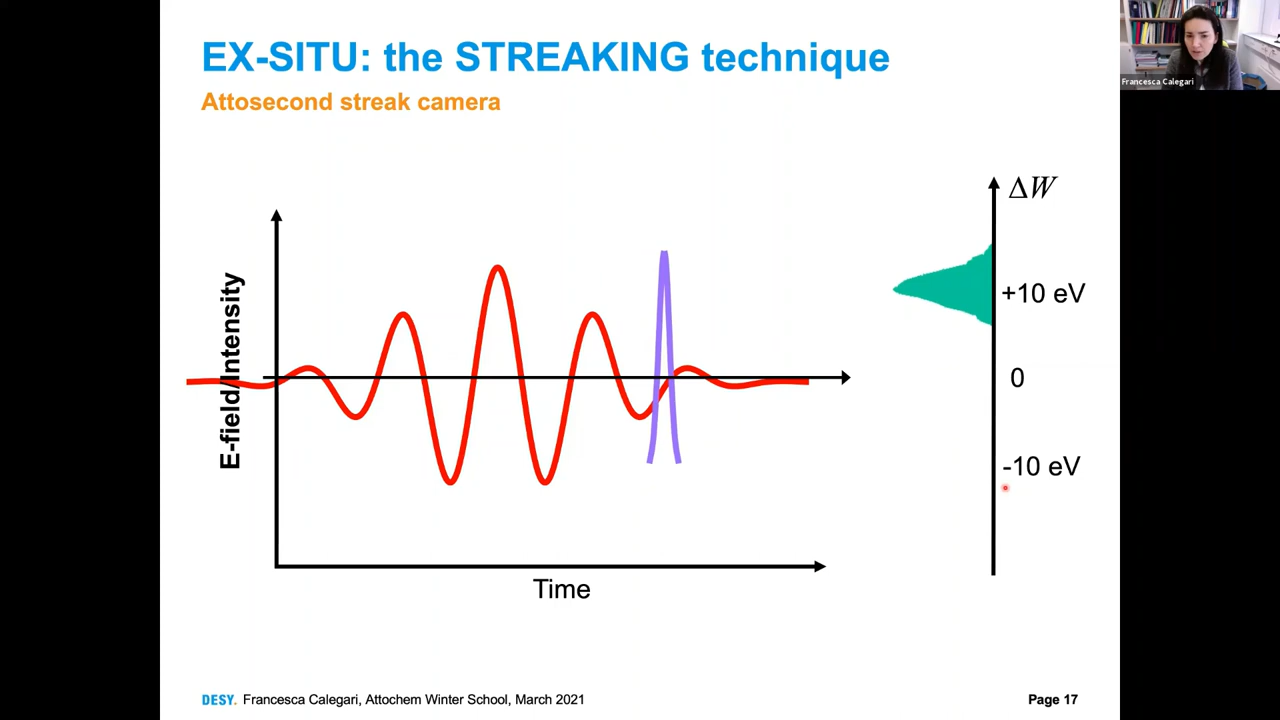 EX-SITU: the STREAKING technique
Attosecond streak camera
Francesca Calegari
ΔW
E-field/Intensity
+10 eV
0
-10 eV
Time
DESY. Francesca Calegari, Attochem Winter School, March 2021
Page 17